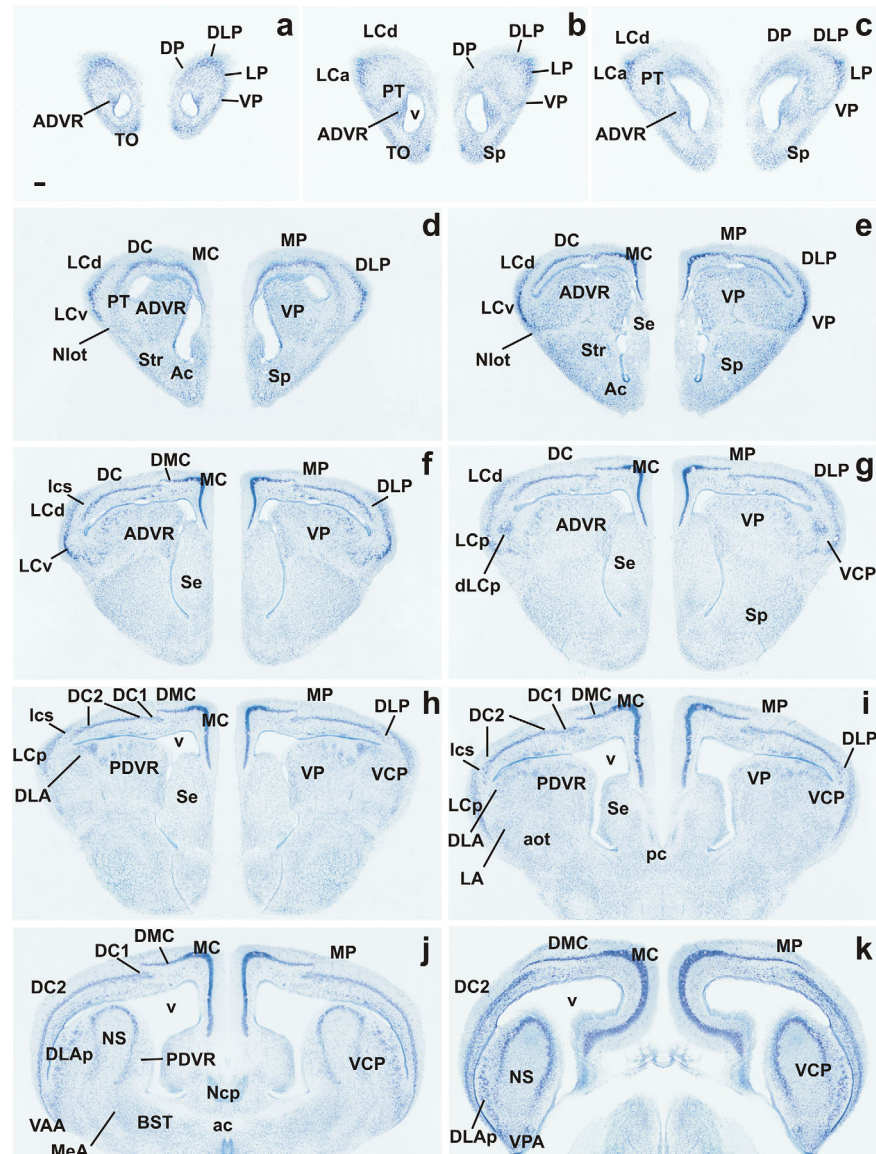 a
DLP
DP
LP
VP
ADVR
TO
b
LCd
DLP
DP
LCa
LP
PT
VP
ADVR
v
TO
Sp
c
LCd
DP
DLP
LCa
PT
LP
VP
ADVR
Sp
d
DC
MC
MP
LCd
DLP
PT
ADVR
VP
LCv
Nlot
Str
Ac
Sp
e
DC
MC
MP
LCd
DLP
ADVR
VP
LCv
Se
VP
Nlot
Str
Sp
Ac
f
DMC
DC
MC
MP
lcs
DLP
LCd
ADVR
VP
LCv
Se
g
DC
MC
MP
LCd
DLP
ADVR
VP
LCp
Se
dLCp
VCP
Sp
h
DC2
DC1
DMC
MP
lcs
MC
DLP
v
LCp
PDVR
VP
VCP
DLA
Se
i
DC1
DMC
MC
MP
DC2
DLP
lcs
v
PDVR
VP
LCp
Se
VCP
DLA
aot
pc
LA
j
DMC
MC
MP
DC1
DC2
v
NS
DLAp
PDVR
VCP
Ncp
BST
ac
VAA
MeA
k
DMC
MC
MP
DC2
v
NS
VCP
DLAp
VPA